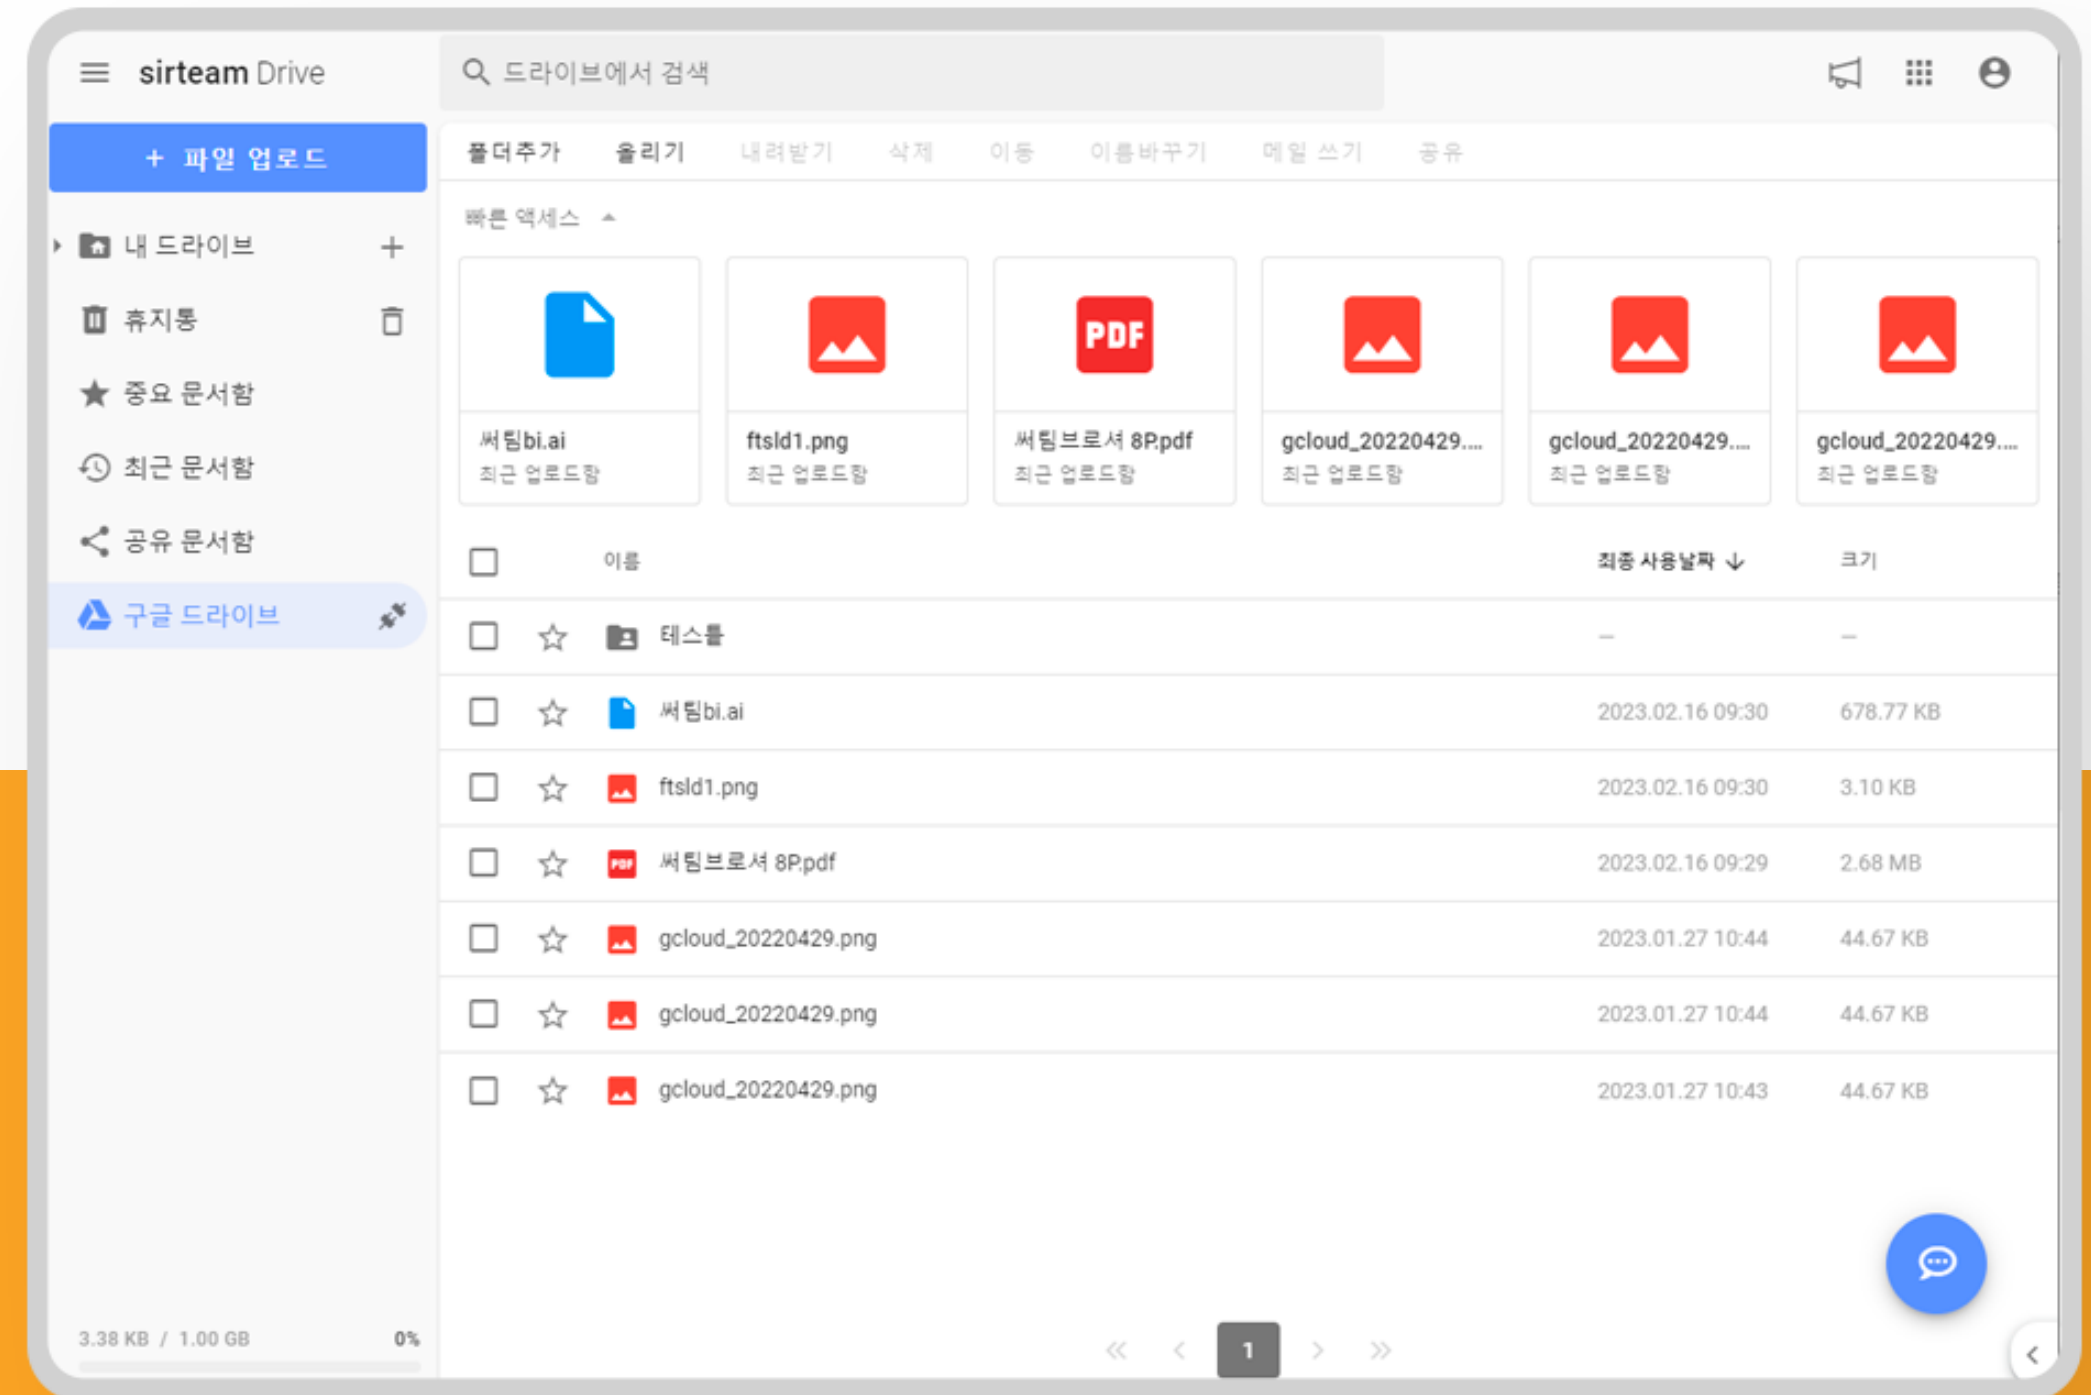 sirteam Drive
드라이브에서 검색
+ 파일 업로드
내 드라이브
휴지통
중요 문서함
최근 문서함
공유 문서함
구글 드라이브
3.38 KB / 1.00 GB 0%
폴더추가 올리기 내려받기 삭제 이동 이름바꾸기 메일 쓰기 공유
빠른 액세스
PDF
써팀bi.ai ftsld1.png 써팀브로셔 8P.pdf gcloud_20220429.... gcloud_20220429.... gcloud_20220429....
최근 업로드함 최근 업로드함 최근 업로드함 최근 업로드함 최근 업로드함 최근 업로드함
이름 최종 사용날짜 크기
테스틀 – –
써팀bi.ai 2023.02.16 09:30 678.77 KB
ftsld1.png 2023.02.16 09:30 3.10 KB
PDF 써팀브로셔 8P.pdf 2023.02.16 09:29 2.68 MB
gcloud_20220429.png 2023.01.27 10:44 44.67 KB
gcloud_20220429.png 2023.01.27 10:44 44.67 KB
gcloud_20220429.png 2023.01.27 10:43 44.67 KB
1